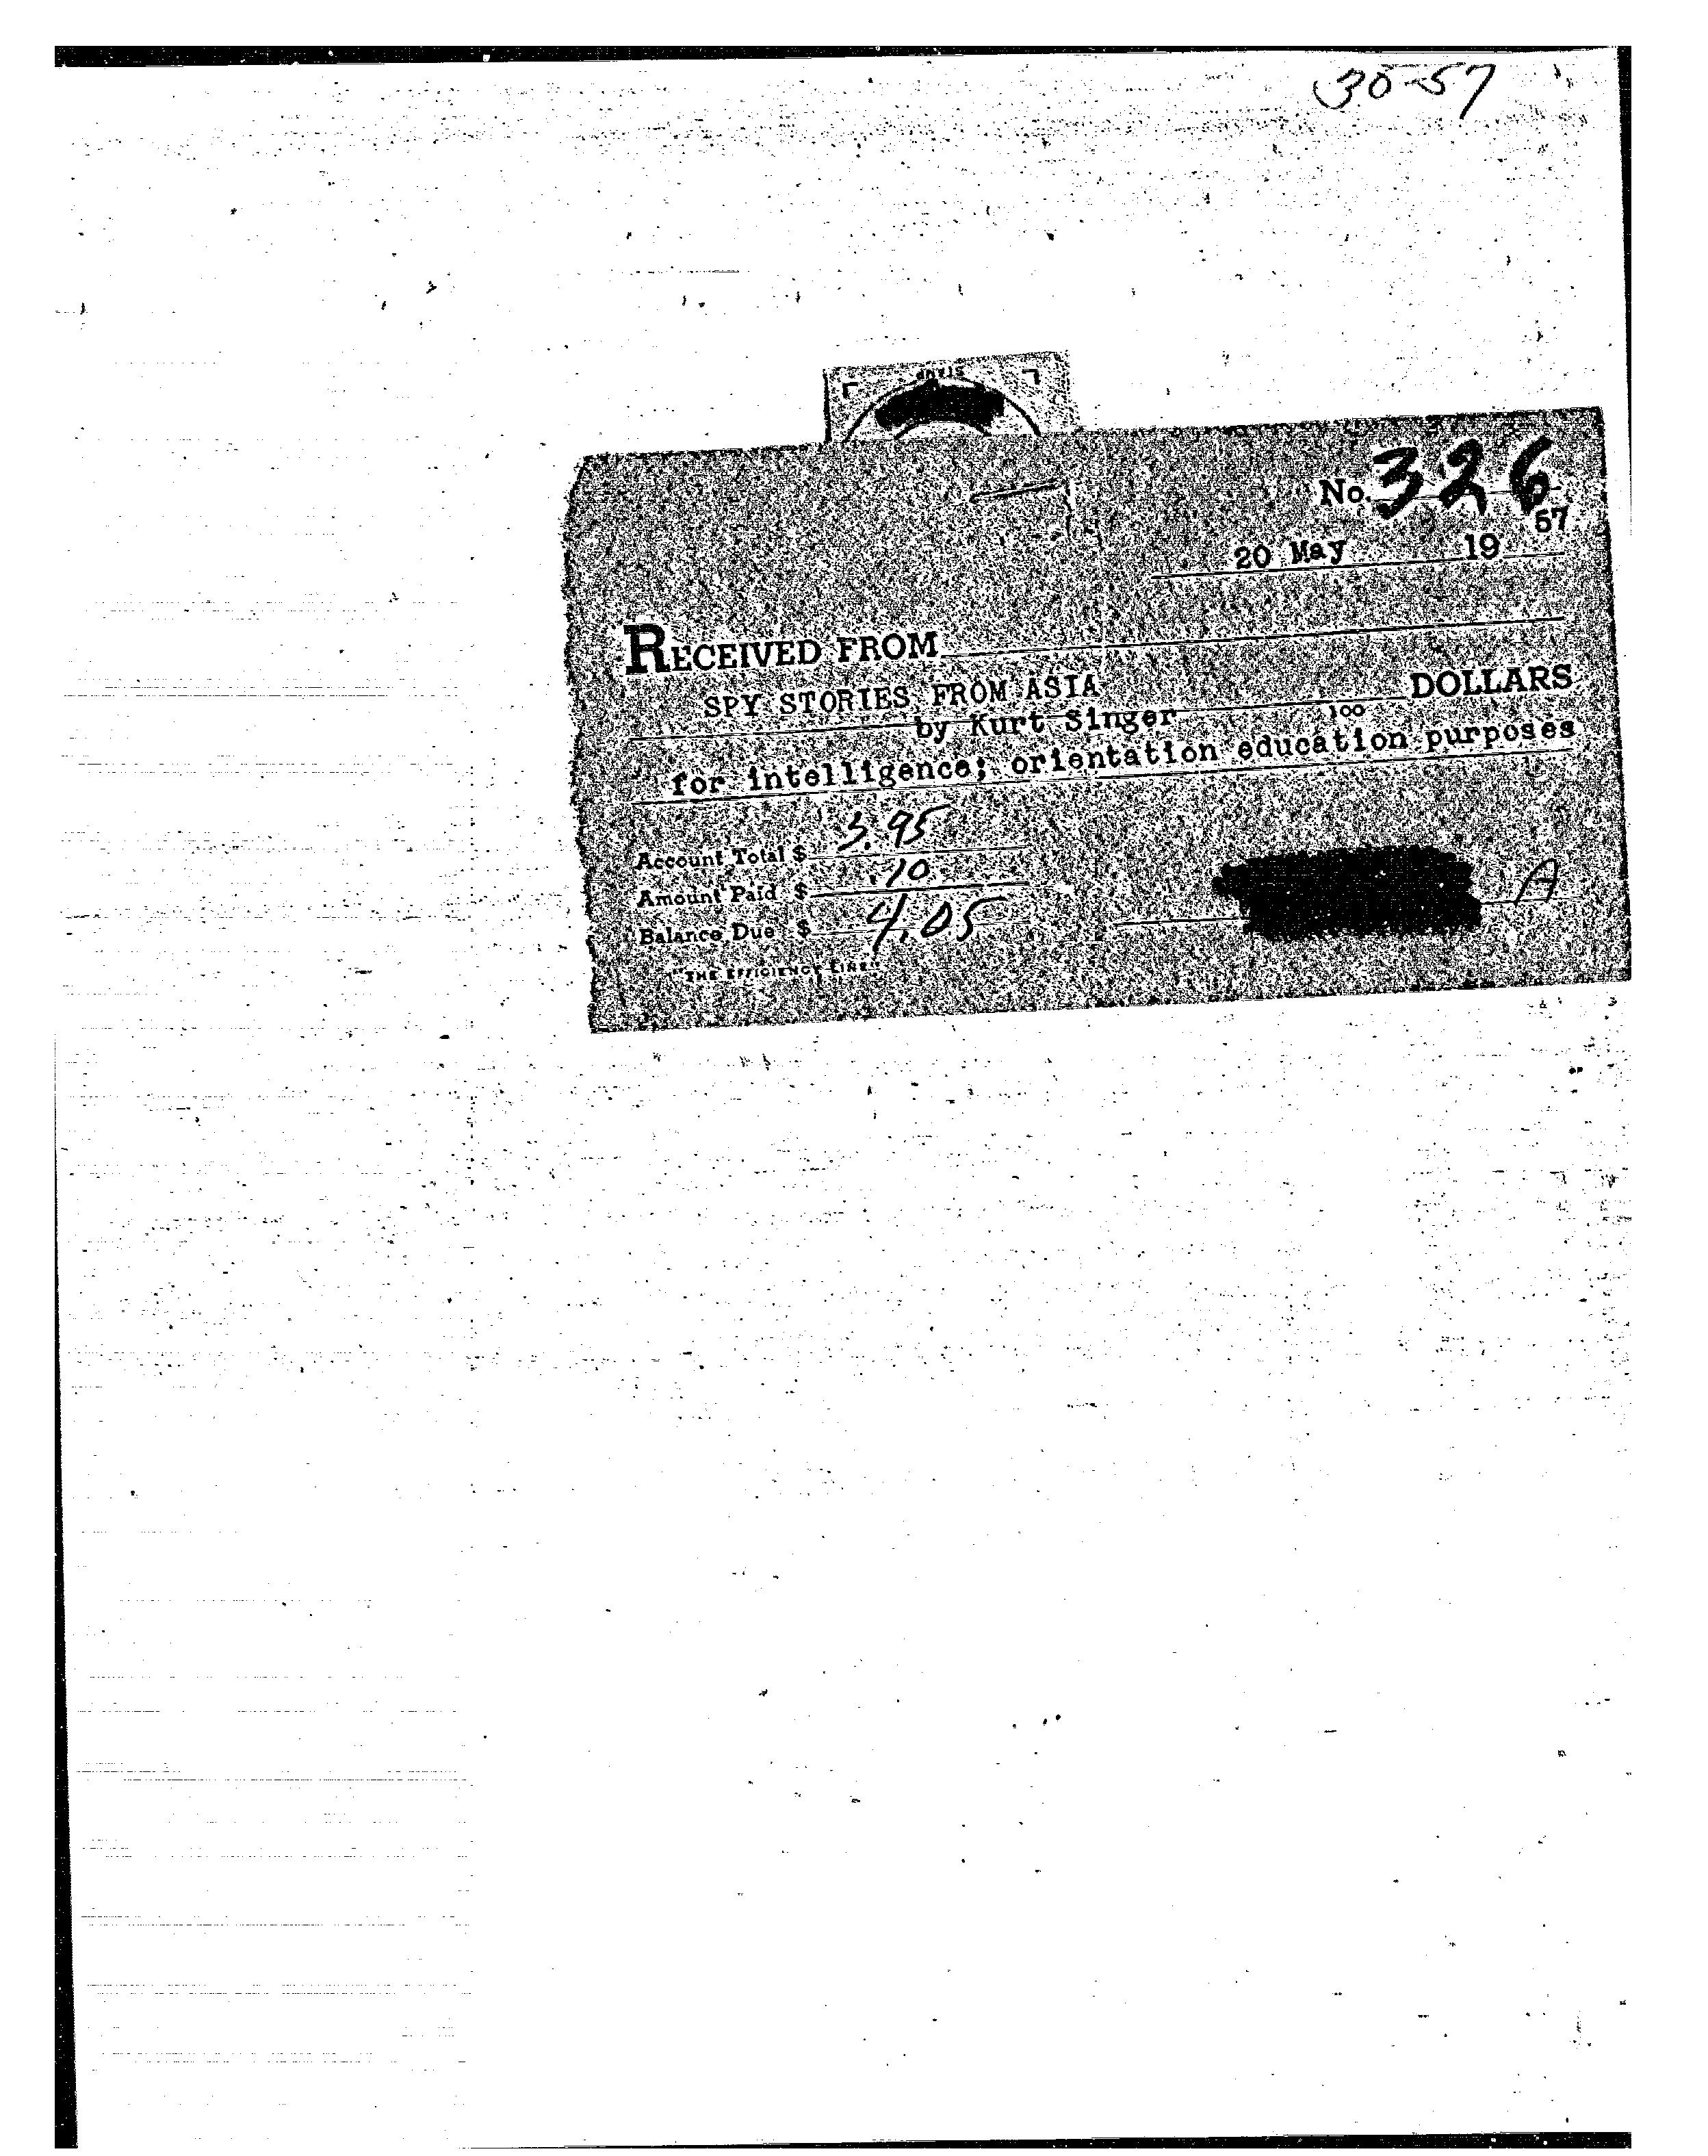 30-57
No. 326
20 May 19 57
RECEIVED FROM
SPY STORIES FROM ASIA DOLLARS
by Kurt Singer 100
for intelligence; orientation education purposes
Account Total $ 3.95
Amount Paid $ .10
Balance Due $ 4.05
A
"THE EFFICIENCY LINE"